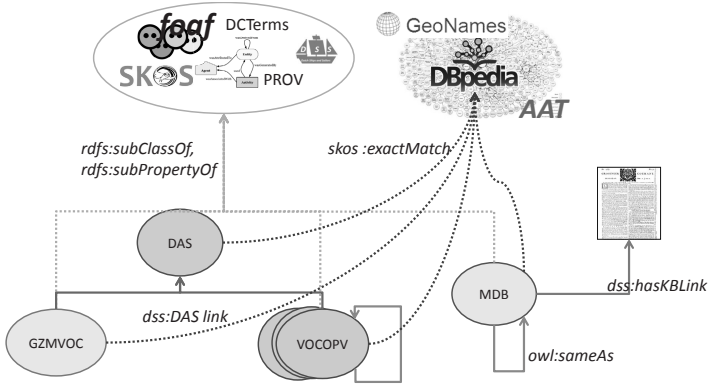 foaf
DCTerms
GeoNames
D S S
SKOS
PROV
DBpedia
AAT
rdfs:subClassOf,
rdfs:subPropertyOf
skos :exactMatch
DAS
dss:hasKBLink
MDB
dss:DAS link
GZMVOC
VOCOPV
owl:sameAs